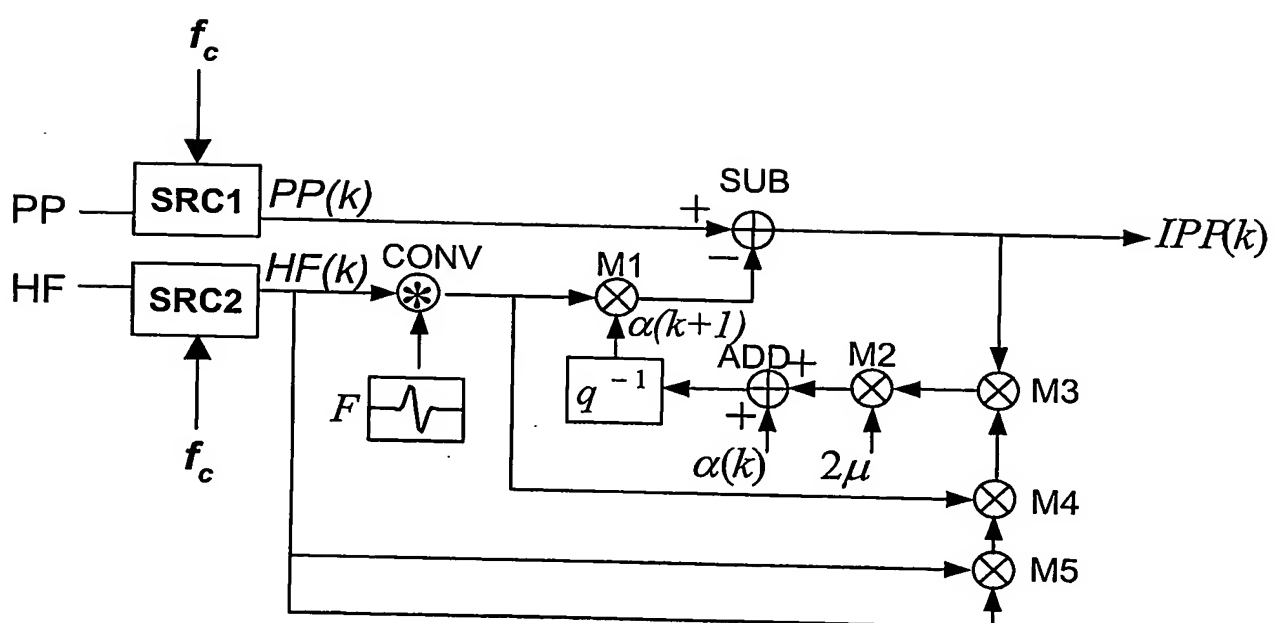 f_c
SUB
PP
SRC1
PP(k)
+
−
IPP(k)
HF
SRC2
HF(k)
CONV
M1
α(k+1)
ADD
+
M2
M3
q⁻¹
F
+
α(k)
2μ
f_c
M4
M5